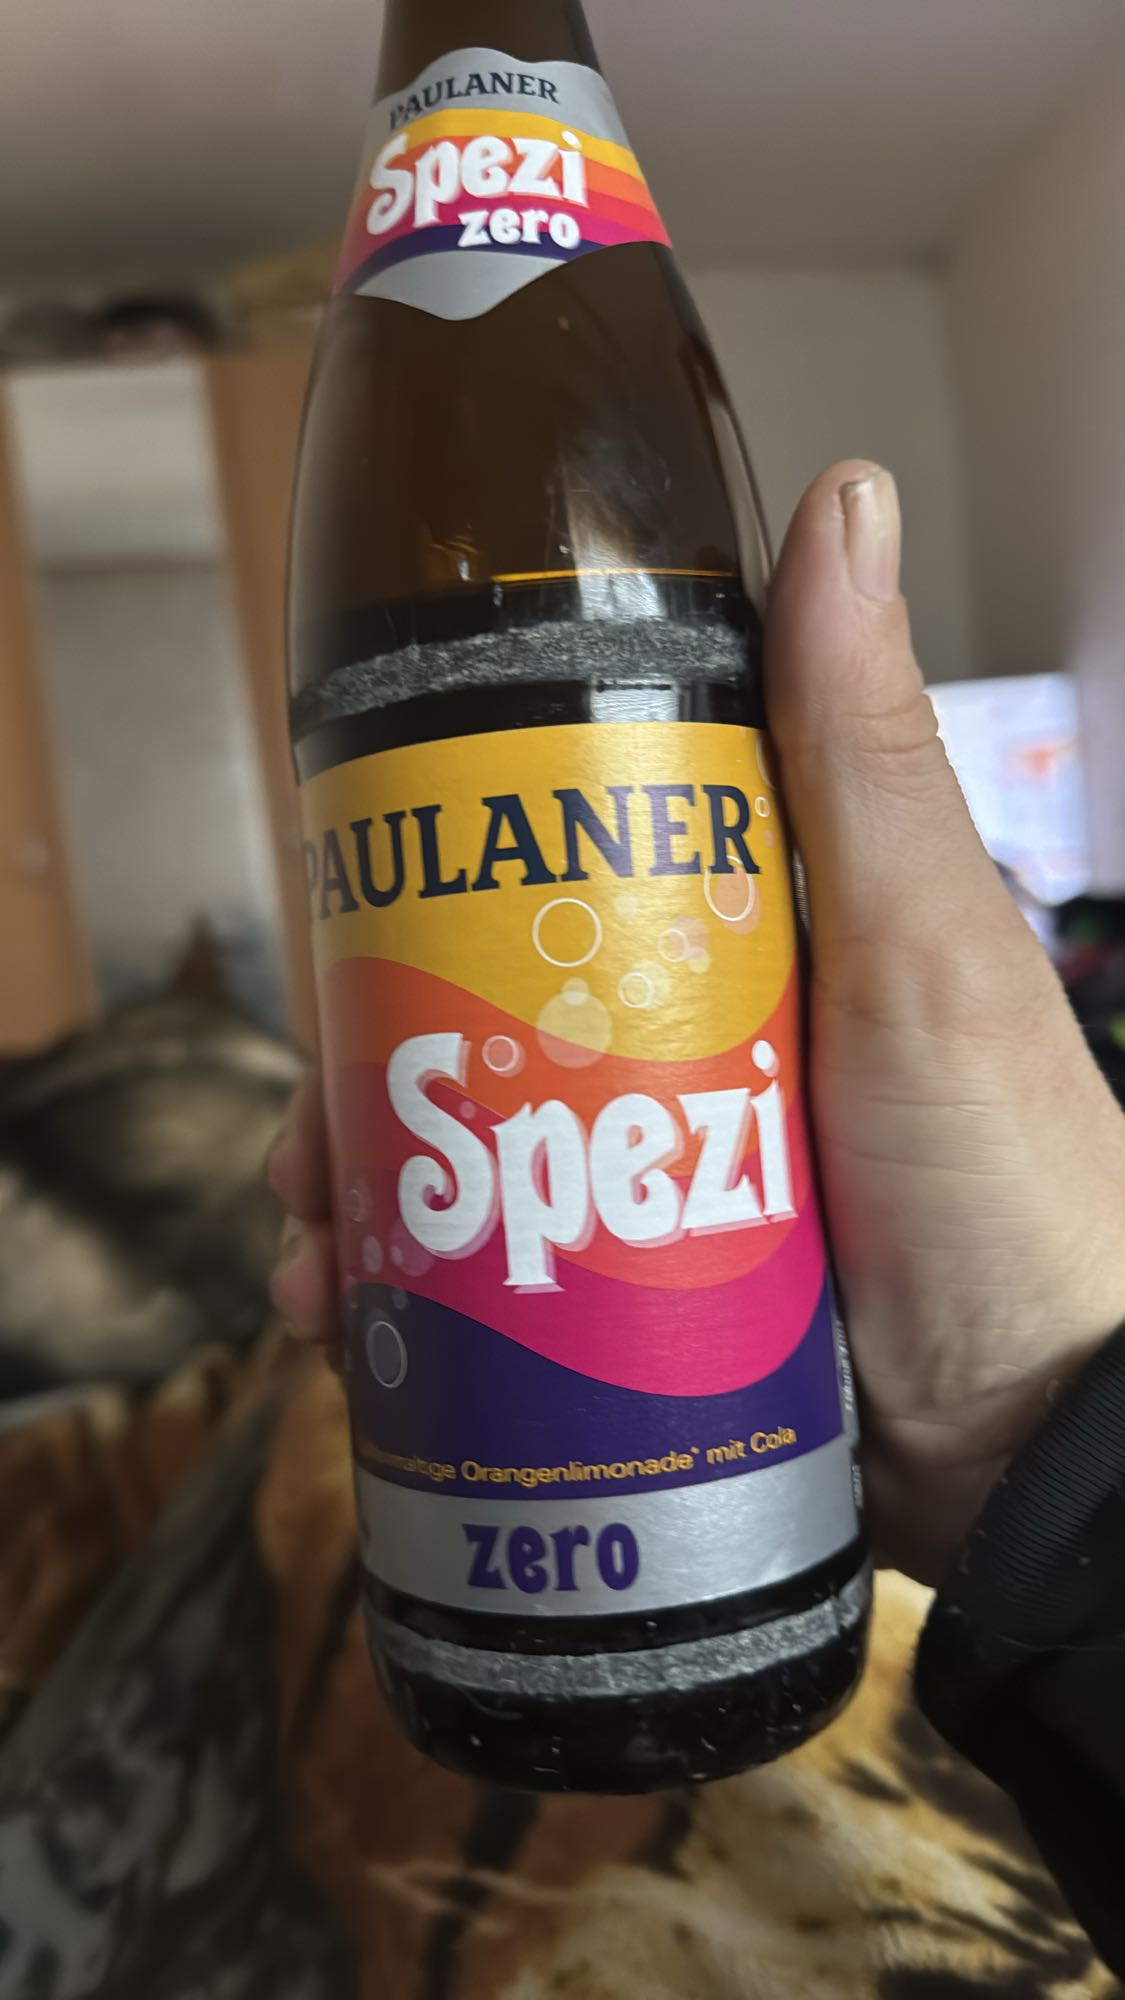 PAULANER
Spezi
zero
PAULANER
Spezi
Orangenlimonade* mit Cola
zero